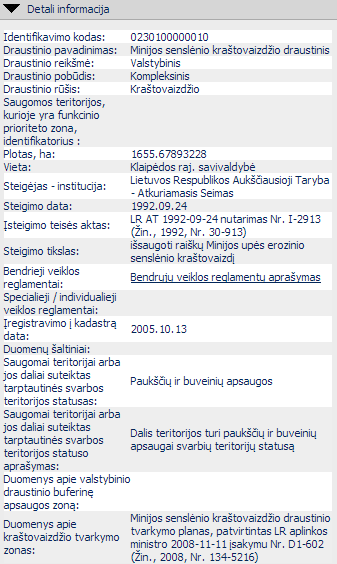 Detali informacija
Identifikavimo kodas: 0230100000010
Draustinio pavadinimas: Minijos senslėnio kraštovaizdžio draustinis
Draustinio reikšmė: Valstybinis
Draustinio pobūdis: Kompleksinis
Draustinio rūšis: Kraštovaizdžio
Saugomos teritorijos,
kurioje yra funkcinio
prioriteto zona,
identifikatorius :
Plotas, ha: 1655.67893228
Vieta: Klaipėdos raj. savivaldybė
Steigėjas - institucija: Lietuvos Respublikos Aukščiausioji Taryba
- Atkuriamasis Seimas
Steigimo data: 1992.09.24
Įsteigimo teisės aktas: LR AT 1992-09-24 nutarimas Nr. I-2913
(Žin., 1992, Nr. 30-913)
Steigimo tikslas: išsaugoti raiškų Minijos upės erozinio
senslėnio kraštovaizdį
Bendrieji veiklos
reglamentai: Bendrųjų veiklos reglamentų aprašymas
Specialieji / individualieji
veiklos reglamentai:
Įregistravimo į kadastrą
data: 2005.10.13
Duomenų šaltiniai:
Saugomai teritorijai arba
jos daliai suteiktas
tarptautinės svarbos
teritorijos statusas: Paukščių ir buveinių apsaugos
Saugomai teritorijai arba
jos daliai suteikto
tarptautinės svarbos
teritorijos statuso
aprašymas: Dalis teritorijos turi paukščių ir buveinių
apsaugai svarbių teritorijų statusą
Duomenys apie valstybinio
draustinio buferinę
apsaugos zoną:
Duomenys apie
kraštovaizdžio tvarkymo
zonas: Minijos senslėnio kraštovaizdžio draustinio
tvarkymo planas, patvirtintas LR aplinkos
ministro 2008-11-11 įsakymu Nr. D1-602
(Žin., 2008, Nr. 134-5216)